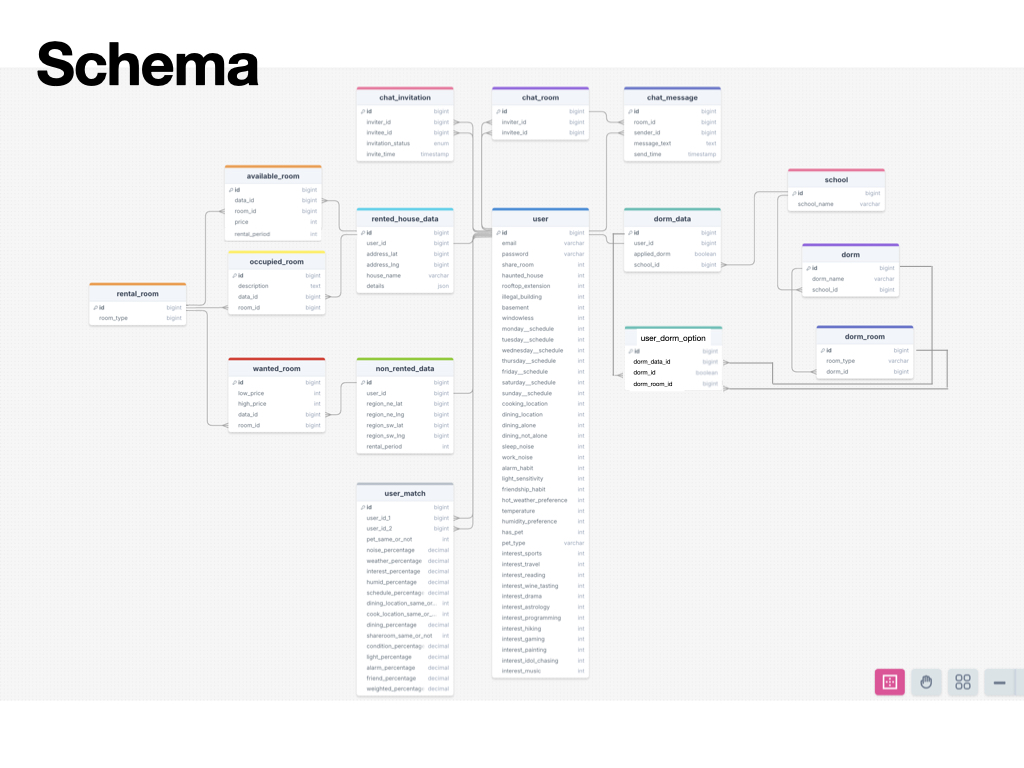 Schema
chat_invitation
id bigint
inviter_id bigint
invitee_id bigint
invitation_status enum
invite_time timestamp
chat_room
id bigint
inviter_id bigint
invitee_id bigint
chat_message
id bigint
room_id bigint
sender_id bigint
message_text text
send_time timestamp
available_room
id bigint
data_id bigint
room_id bigint
price int
rental_period int
school
id bigint
school_name varchar
rented_house_data
id bigint
user_id bigint
address_lat bigint
address_lng bigint
house_name varchar
details json
user
id bigint
email varchar
password varchar
share_room int
haunted_house int
rooftop_extension int
illegal_building int
basement int
windowless int
monday__schedule int
tuesday__schedule int
wednesday__schedule int
thursday__schedule int
friday__schedule int
saturday__schedule int
sunday__schedule int
cooking_location int
dining_location int
dining_alone int
dining_not_alone int
sleep_noise int
work_noise int
alarm_habit int
light_sensitivity int
friendship_habit int
hot_weather_preference int
temperature int
humidity_preference int
has_pet int
pet_type varchar
interest_sports int
interest_travel int
interest_reading int
interest_wine_tasting int
interest_drama int
interest_astrology int
interest_programming int
interest_hiking int
interest_gaming int
interest_painting int
interest_idol_chasing int
interest_music int
dorm_data
id bigint
user_id bigint
applied_dorm boolean
school_id bigint
occupied_room
id bigint
description text
data_id bigint
room_id bigint
dorm
id bigint
dorm_name varchar
school_id bigint
rental_room
id bigint
room_type bigint
user_dorm_option
id bigint
dorm_data_id bigint
dorm_id boolean
dorm_room_id bigint
dorm_room
id bigint
room_type varchar
dorm_id bigint
wanted_room
id bigint
low_price int
high_price int
data_id bigint
room_id bigint
non_rented_data
id bigint
user_id bigint
region_ne_lat bigint
region_ne_lng bigint
region_sw_lat bigint
region_sw_lng bigint
rental_period int
user_match
id bigint
user_id_1 bigint
user_id_2 bigint
pet_same_or_not int
noise_percentage decimal
weather_percentage decimal
interest_percentage decimal
humid_percentage decimal
schedule_percentag decimal
dining_location_same_or... int
cook_location_same_or_... int
dining_percentage decimal
shareroom_same_or_not int
condition_percentag decimal
light_percentage decimal
alarm_percentage decimal
friend_percentage decimal
weighted_percentag decimal